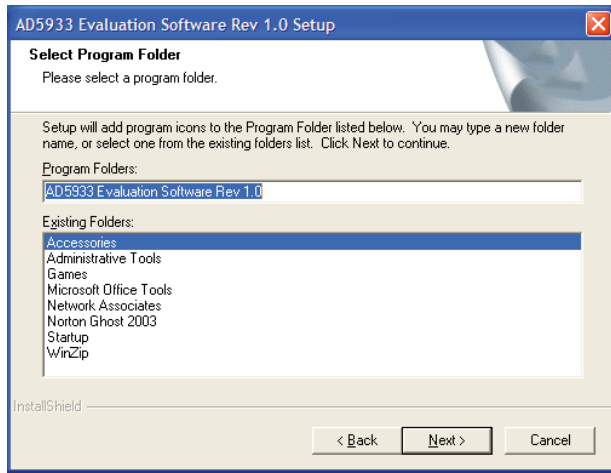 AD5933 Evaluation Software Rev 1.0 Setup
Select Program Folder
Please select a program folder.
Setup will add program icons to the Program Folder listed below. You may type a new folder
name, or select one from the existing folders list. Click Next to continue.
Program Folders:
AD5933 Evaluation Software Rev 1.0
Existing Folders:
Accessories
Administrative Tools
Games
Microsoft Office Tools
Network Associates
Norton Ghost 2003
Startup
WinZip
InstallShield
< Back Next > Cancel